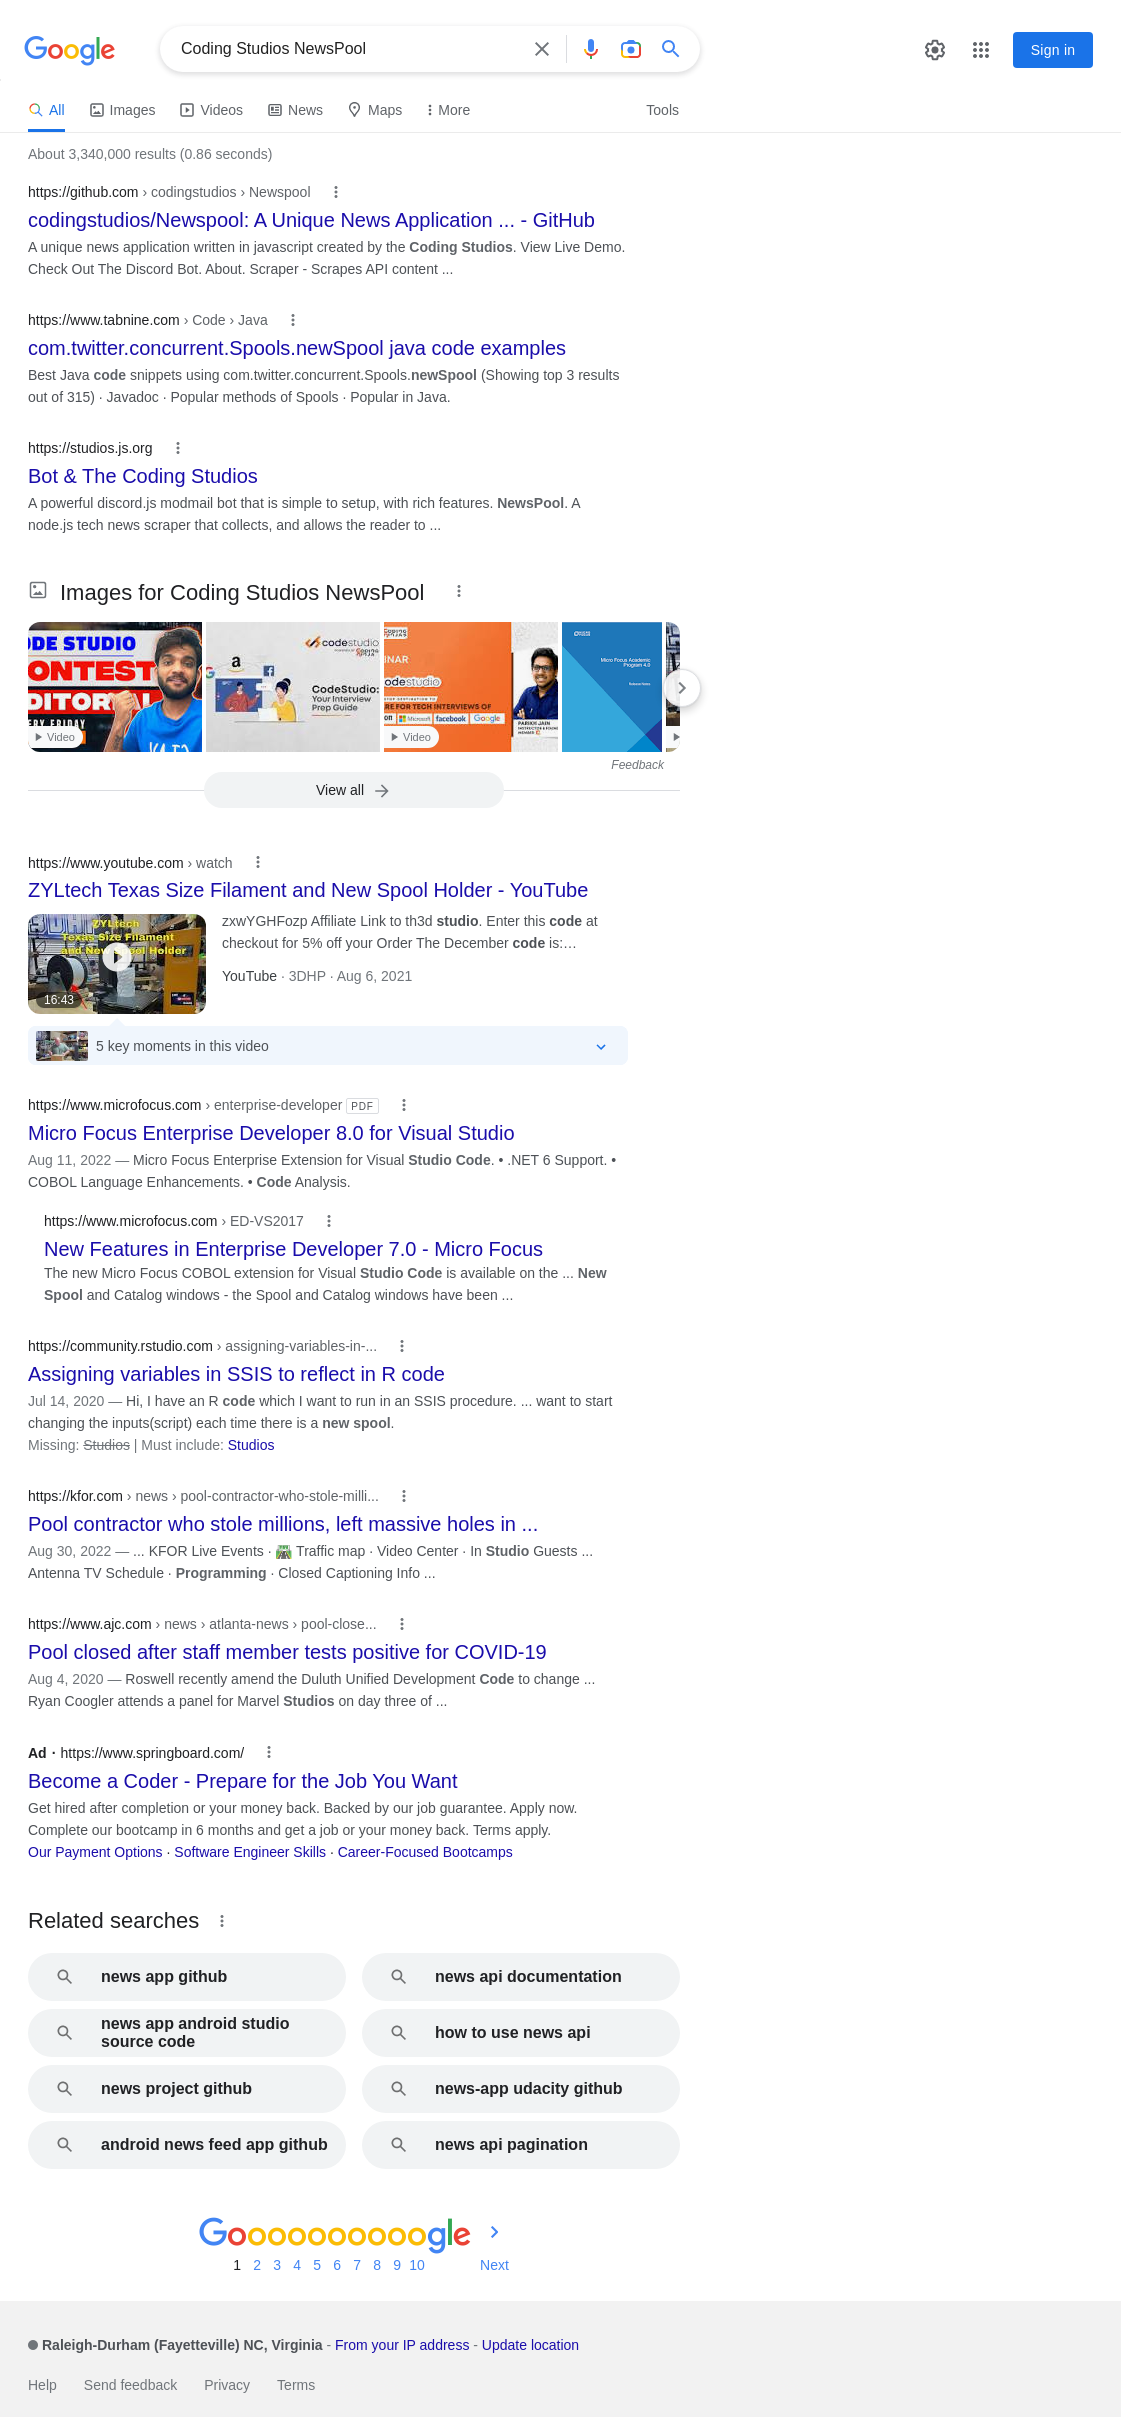 Google
Coding Studios NewsPool
Sign in
All Images Videos News Maps More Tools
About 3,340,000 results (0.86 seconds)
https://github.com › codingstudios › Newspool
codingstudios/Newspool: A Unique News Application ... - GitHub
A unique news application written in javascript created by the Coding Studios. View Live Demo.
Check Out The Discord Bot. About. Scraper - Scrapes API content ...
https://www.tabnine.com › Code › Java
com.twitter.concurrent.Spools.newSpool java code examples
Best Java code snippets using com.twitter.concurrent.Spools.newSpool (Showing top 3 results
out of 315) · Javadoc · Popular methods of Spools · Popular in Java.
https://studios.js.org
Bot & The Coding Studios
A powerful discord.js modmail bot that is simple to setup, with rich features. NewsPool. A
node.js tech news scraper that collects, and allows the reader to ...
Images for Coding Studios NewsPool
ODE STUDIO
ONTEST
DITORIAL
ERY FRIDAY
Video
codestudio
CodeStudio:
Your Interview
Prep Guide
INAR
odestudio
RE FOR TECH INTERVIEWS OF
on Microsoft facebook Google
PARIKH JAIN
Video
Micro Focus Academic
Program 4.0
Feedback
View all
https://www.youtube.com › watch
ZYLtech Texas Size Filament and New Spool Holder - YouTube
ZYLtech
Texas Size Filament
and New Spool Holder
16:43
zxwYGHFozp Affiliate Link to th3d studio. Enter this code at
checkout for 5% off your Order The December code is:...
YouTube · 3DHP · Aug 6, 2021
5 key moments in this video
https://www.microfocus.com › enterprise-developer PDF
Micro Focus Enterprise Developer 8.0 for Visual Studio
Aug 11, 2022 — Micro Focus Enterprise Extension for Visual Studio Code. • .NET 6 Support. •
COBOL Language Enhancements. • Code Analysis.
https://www.microfocus.com › ED-VS2017
New Features in Enterprise Developer 7.0 - Micro Focus
The new Micro Focus COBOL extension for Visual Studio Code is available on the ... New
Spool and Catalog windows - the Spool and Catalog windows have been ...
https://community.rstudio.com › assigning-variables-in-...
Assigning variables in SSIS to reflect in R code
Jul 14, 2020 — Hi, I have an R code which I want to run in an SSIS procedure. ... want to start
changing the inputs(script) each time there is a new spool.
Missing: Studios | Must include: Studios
https://kfor.com › news › pool-contractor-who-stole-milli...
Pool contractor who stole millions, left massive holes in ...
Aug 30, 2022 — ... KFOR Live Events · 🛣️ Traffic map · Video Center · In Studio Guests ...
Antenna TV Schedule · Programming · Closed Captioning Info ...
https://www.ajc.com › news › atlanta-news › pool-close...
Pool closed after staff member tests positive for COVID-19
Aug 4, 2020 — Roswell recently amend the Duluth Unified Development Code to change ...
Ryan Coogler attends a panel for Marvel Studios on day three of ...
Ad · https://www.springboard.com/
Become a Coder - Prepare for the Job You Want
Get hired after completion or your money back. Backed by our job guarantee. Apply now.
Complete our bootcamp in 6 months and get a job or your money back. Terms apply.
Our Payment Options · Software Engineer Skills · Career-Focused Bootcamps
Related searches
news app github
news api documentation
news app android studio
source code
how to use news api
news project github
news-app udacity github
android news feed app github
news api pagination
Goooooooooogle
1 2 3 4 5 6 7 8 9 10 Next
Raleigh-Durham (Fayetteville) NC, Virginia - From your IP address - Update location
Help Send feedback Privacy Terms